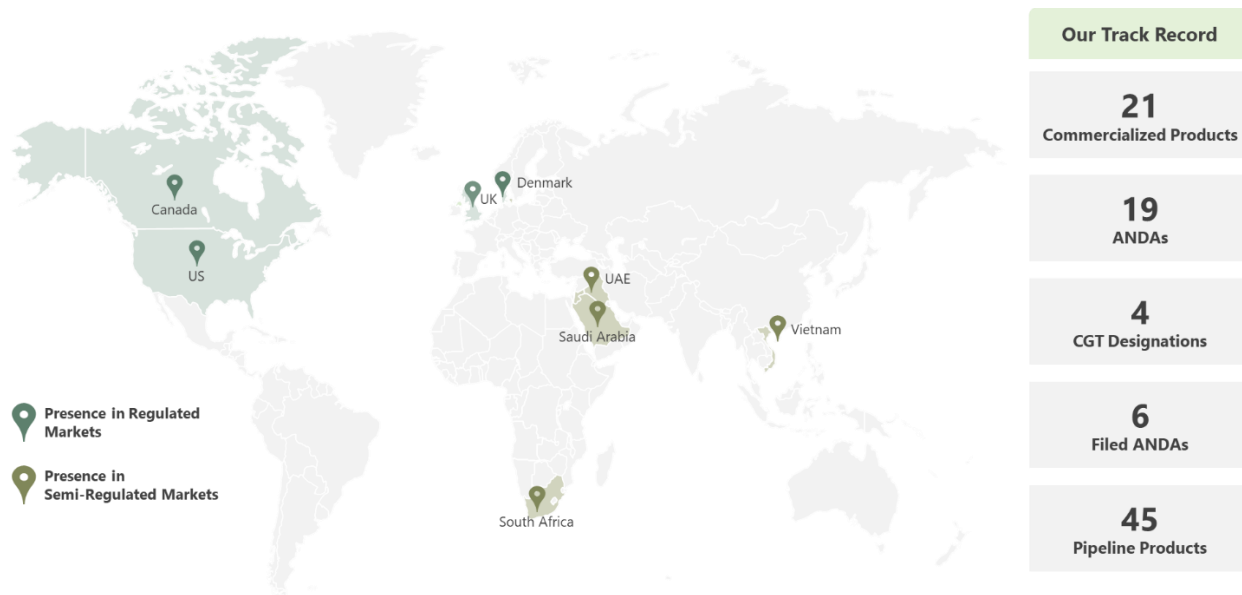 Our Track Record
21
Commercialized Products
19
ANDAs
4
CGT Designations
6
Filed ANDAs
45
Pipeline Products
Canada
US
UK
Denmark
UAE
Saudi Arabia
Vietnam
South Africa
Presence in Regulated
Markets
Presence in
Semi-Regulated Markets